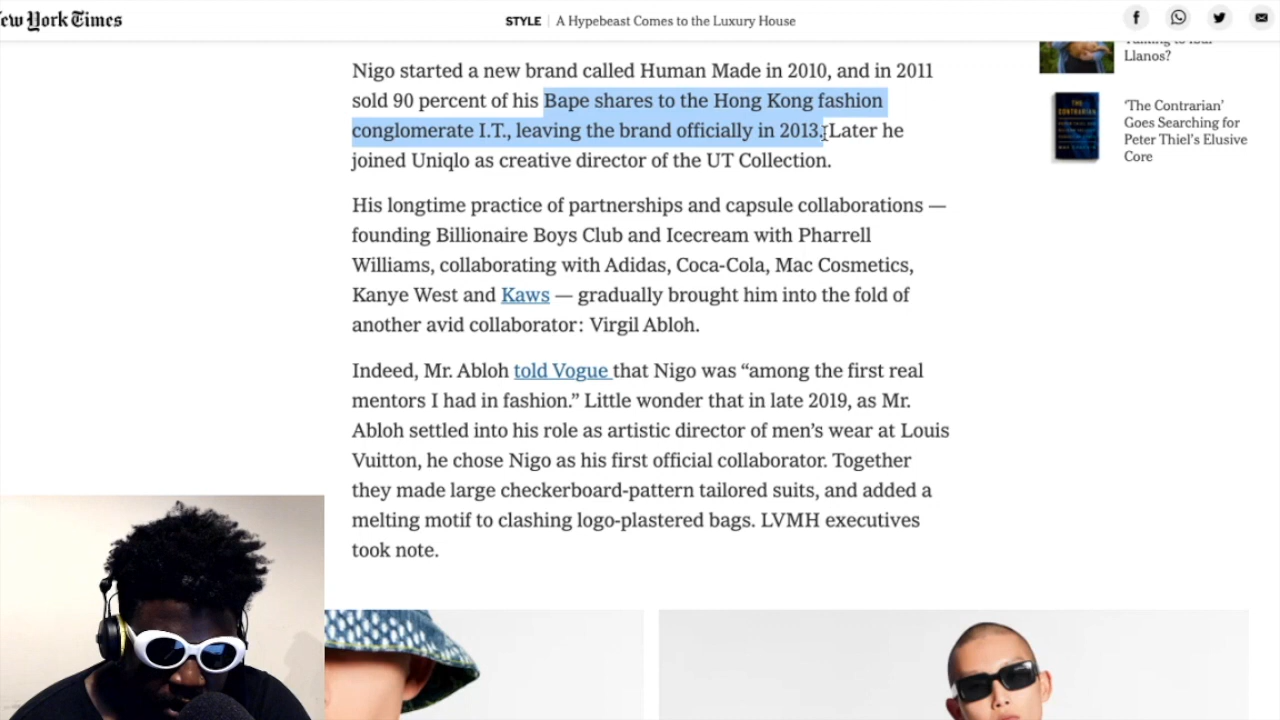 New York Times
STYLE | A Hypebeast Comes to the Luxury House
Llanos?
THE CONTRARIAN
'The Contrarian'
Goes Searching for
Peter Thiel's Elusive
Core
Nigo started a new brand called Human Made in 2010, and in 2011
sold 90 percent of his Bape shares to the Hong Kong fashion
conglomerate I.T., leaving the brand officially in 2013. Later he
joined Uniqlo as creative director of the UT Collection.
His longtime practice of partnerships and capsule collaborations —
founding Billionaire Boys Club and Icecream with Pharrell
Williams, collaborating with Adidas, Coca-Cola, Mac Cosmetics,
Kanye West and Kaws — gradually brought him into the fold of
another avid collaborator: Virgil Abloh.
Indeed, Mr. Abloh told Vogue that Nigo was “among the first real
mentors I had in fashion.” Little wonder that in late 2019, as Mr.
Abloh settled into his role as artistic director of men’s wear at Louis
Vuitton, he chose Nigo as his first official collaborator. Together
they made large checkerboard-pattern tailored suits, and added a
melting motif to clashing logo-plastered bags. LVMH executives
took note.